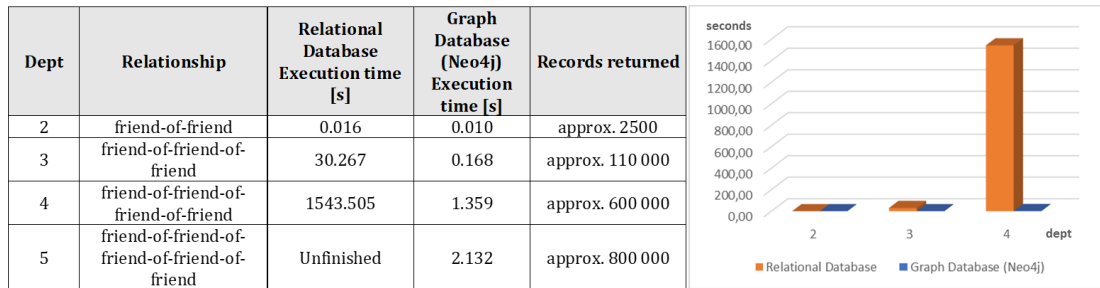 Dept
Relationship
Relational
Database
Execution time
[s]
Graph
Database
(Neo4j)
Execution
time [s]
Records returned
2
friend-of-friend
0.016
0.010
approx. 2500
3
friend-of-friend-of-
friend
30.267
0.168
approx. 110 000
4
friend-of-friend-of-
friend-of-friend
1543.505
1.359
approx. 600 000
5
friend-of-friend-of-
friend-of-friend-of-
friend
Unfinished
2.132
approx. 800 000
seconds
1600,00
1400,00
1200,00
1000,00
800,00
600,00
400,00
200,00
0,00
2 3 4 dept
Relational Database Graph Database (Neo4j)